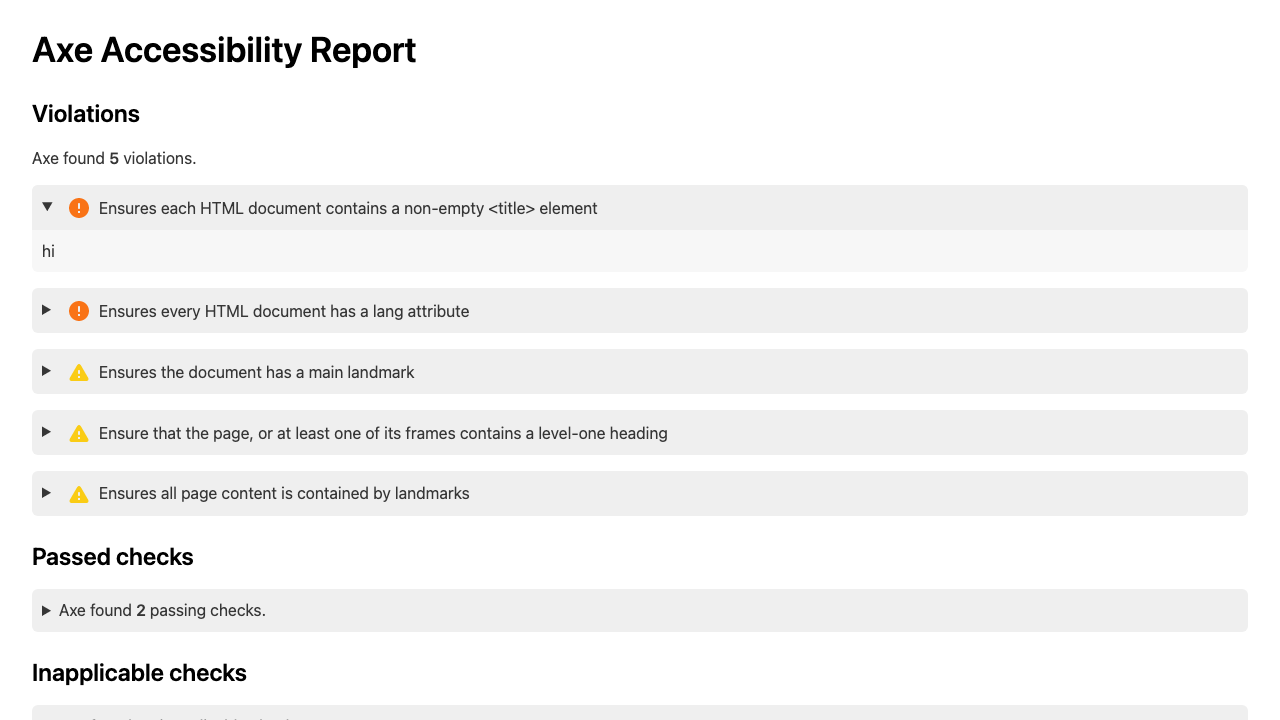 Axe Accessibility Report
Violations
Axe found 5 violations.
Ensures each HTML document contains a non-empty <title> element
hi
Ensures every HTML document has a lang attribute
Ensures the document has a main landmark
Ensure that the page, or at least one of its frames contains a level-one heading
Ensures all page content is contained by landmarks
Passed checks
Axe found 2 passing checks.
Inapplicable checks